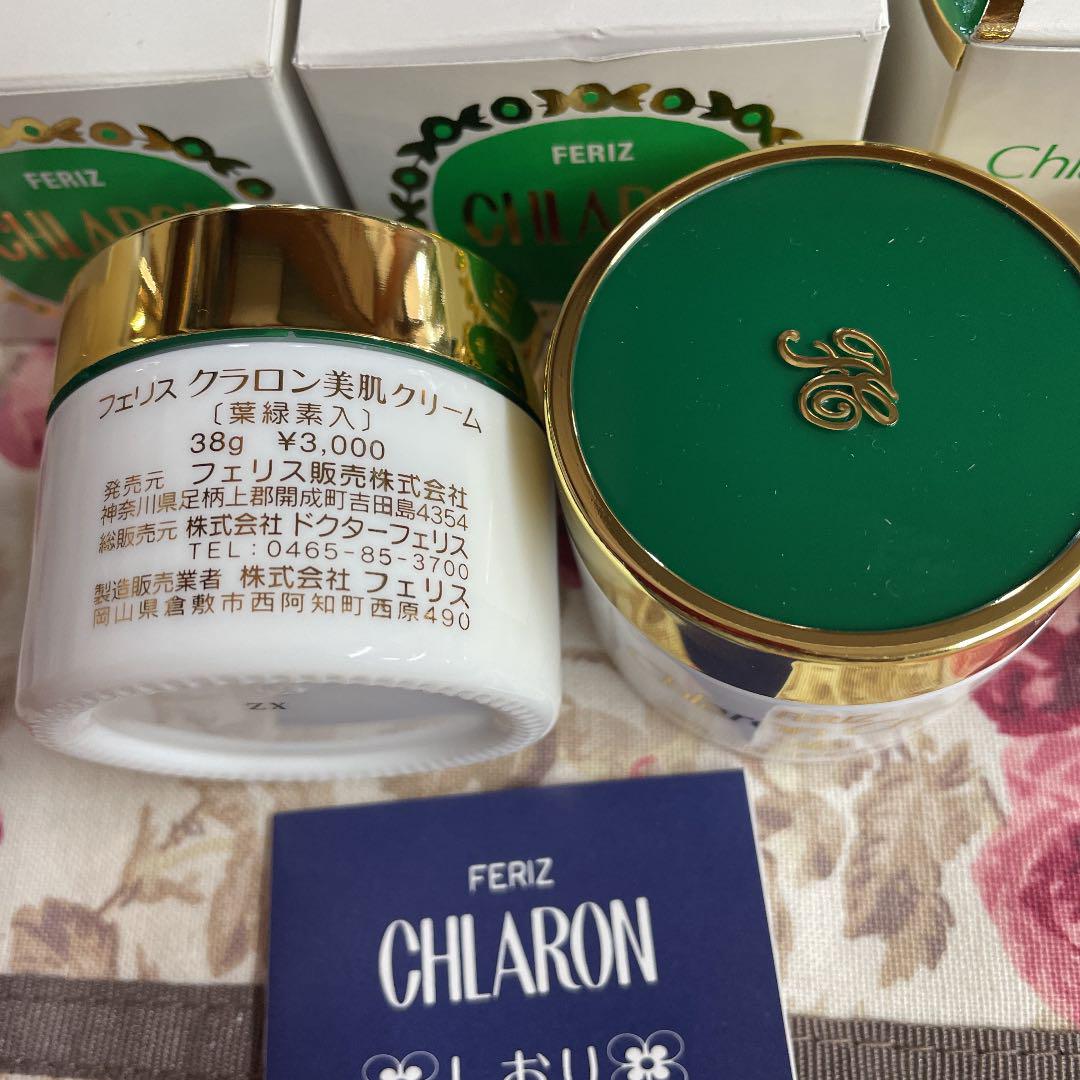 FERIZ
CHLARON
FERIZ
CHLAR
Chl
フェリス クラロン美肌クリーム
〔葉緑素入〕
38g ¥3,000
発売元 フェリス販売株式会社
神奈川県足柄上郡開成町吉田島4354
総販売元 株式会社 ドクターフェリス
TEL:0465-85-3700
製造販売業者 株式会社 フェリス
岡山県倉敷市西阿知町西原490
ZX
FERIZ
CHLARON
しおり